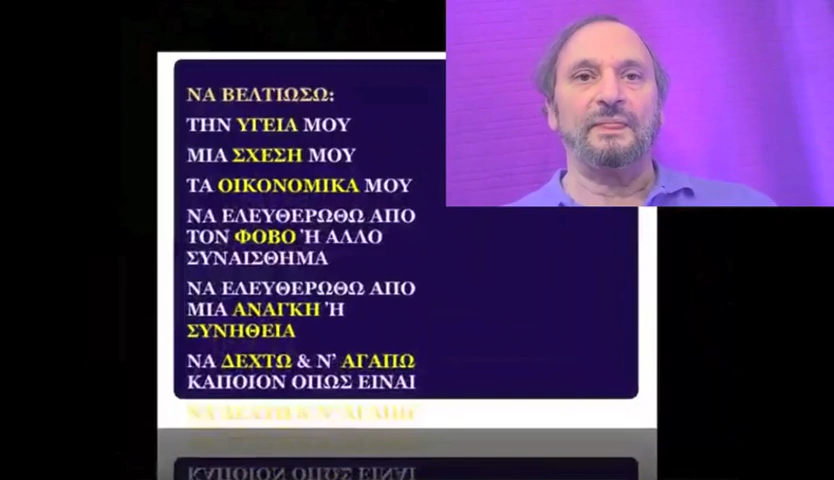 ΝΑ ΒΕΛΤΙΩΣΩ:
ΤΗΝ ΥΓΕΙΑ ΜΟΥ
ΜΙΑ ΣΧΕΣΗ ΜΟΥ
ΤΑ ΟΙΚΟΝΟΜΙΚΑ ΜΟΥ
ΝΑ ΕΛΕΥΘΕΡΩΘΩ ΑΠΟ
ΤΟΝ ΦΟΒΟ Ή ΑΛΛΟ
ΣΥΝΑΙΣΘΗΜΑ
ΝΑ ΕΛΕΥΘΕΡΩΘΩ ΑΠΟ
ΜΙΑ ΑΝΑΓΚΗ Ή
ΣΥΝΗΘΕΙΑ
ΝΑ ΔΕΧΤΩ & Ν’ ΑΓΑΠΩ
ΚΑΠΟΙΟΝ ΟΠΩΣ ΕΙΝΑΙ